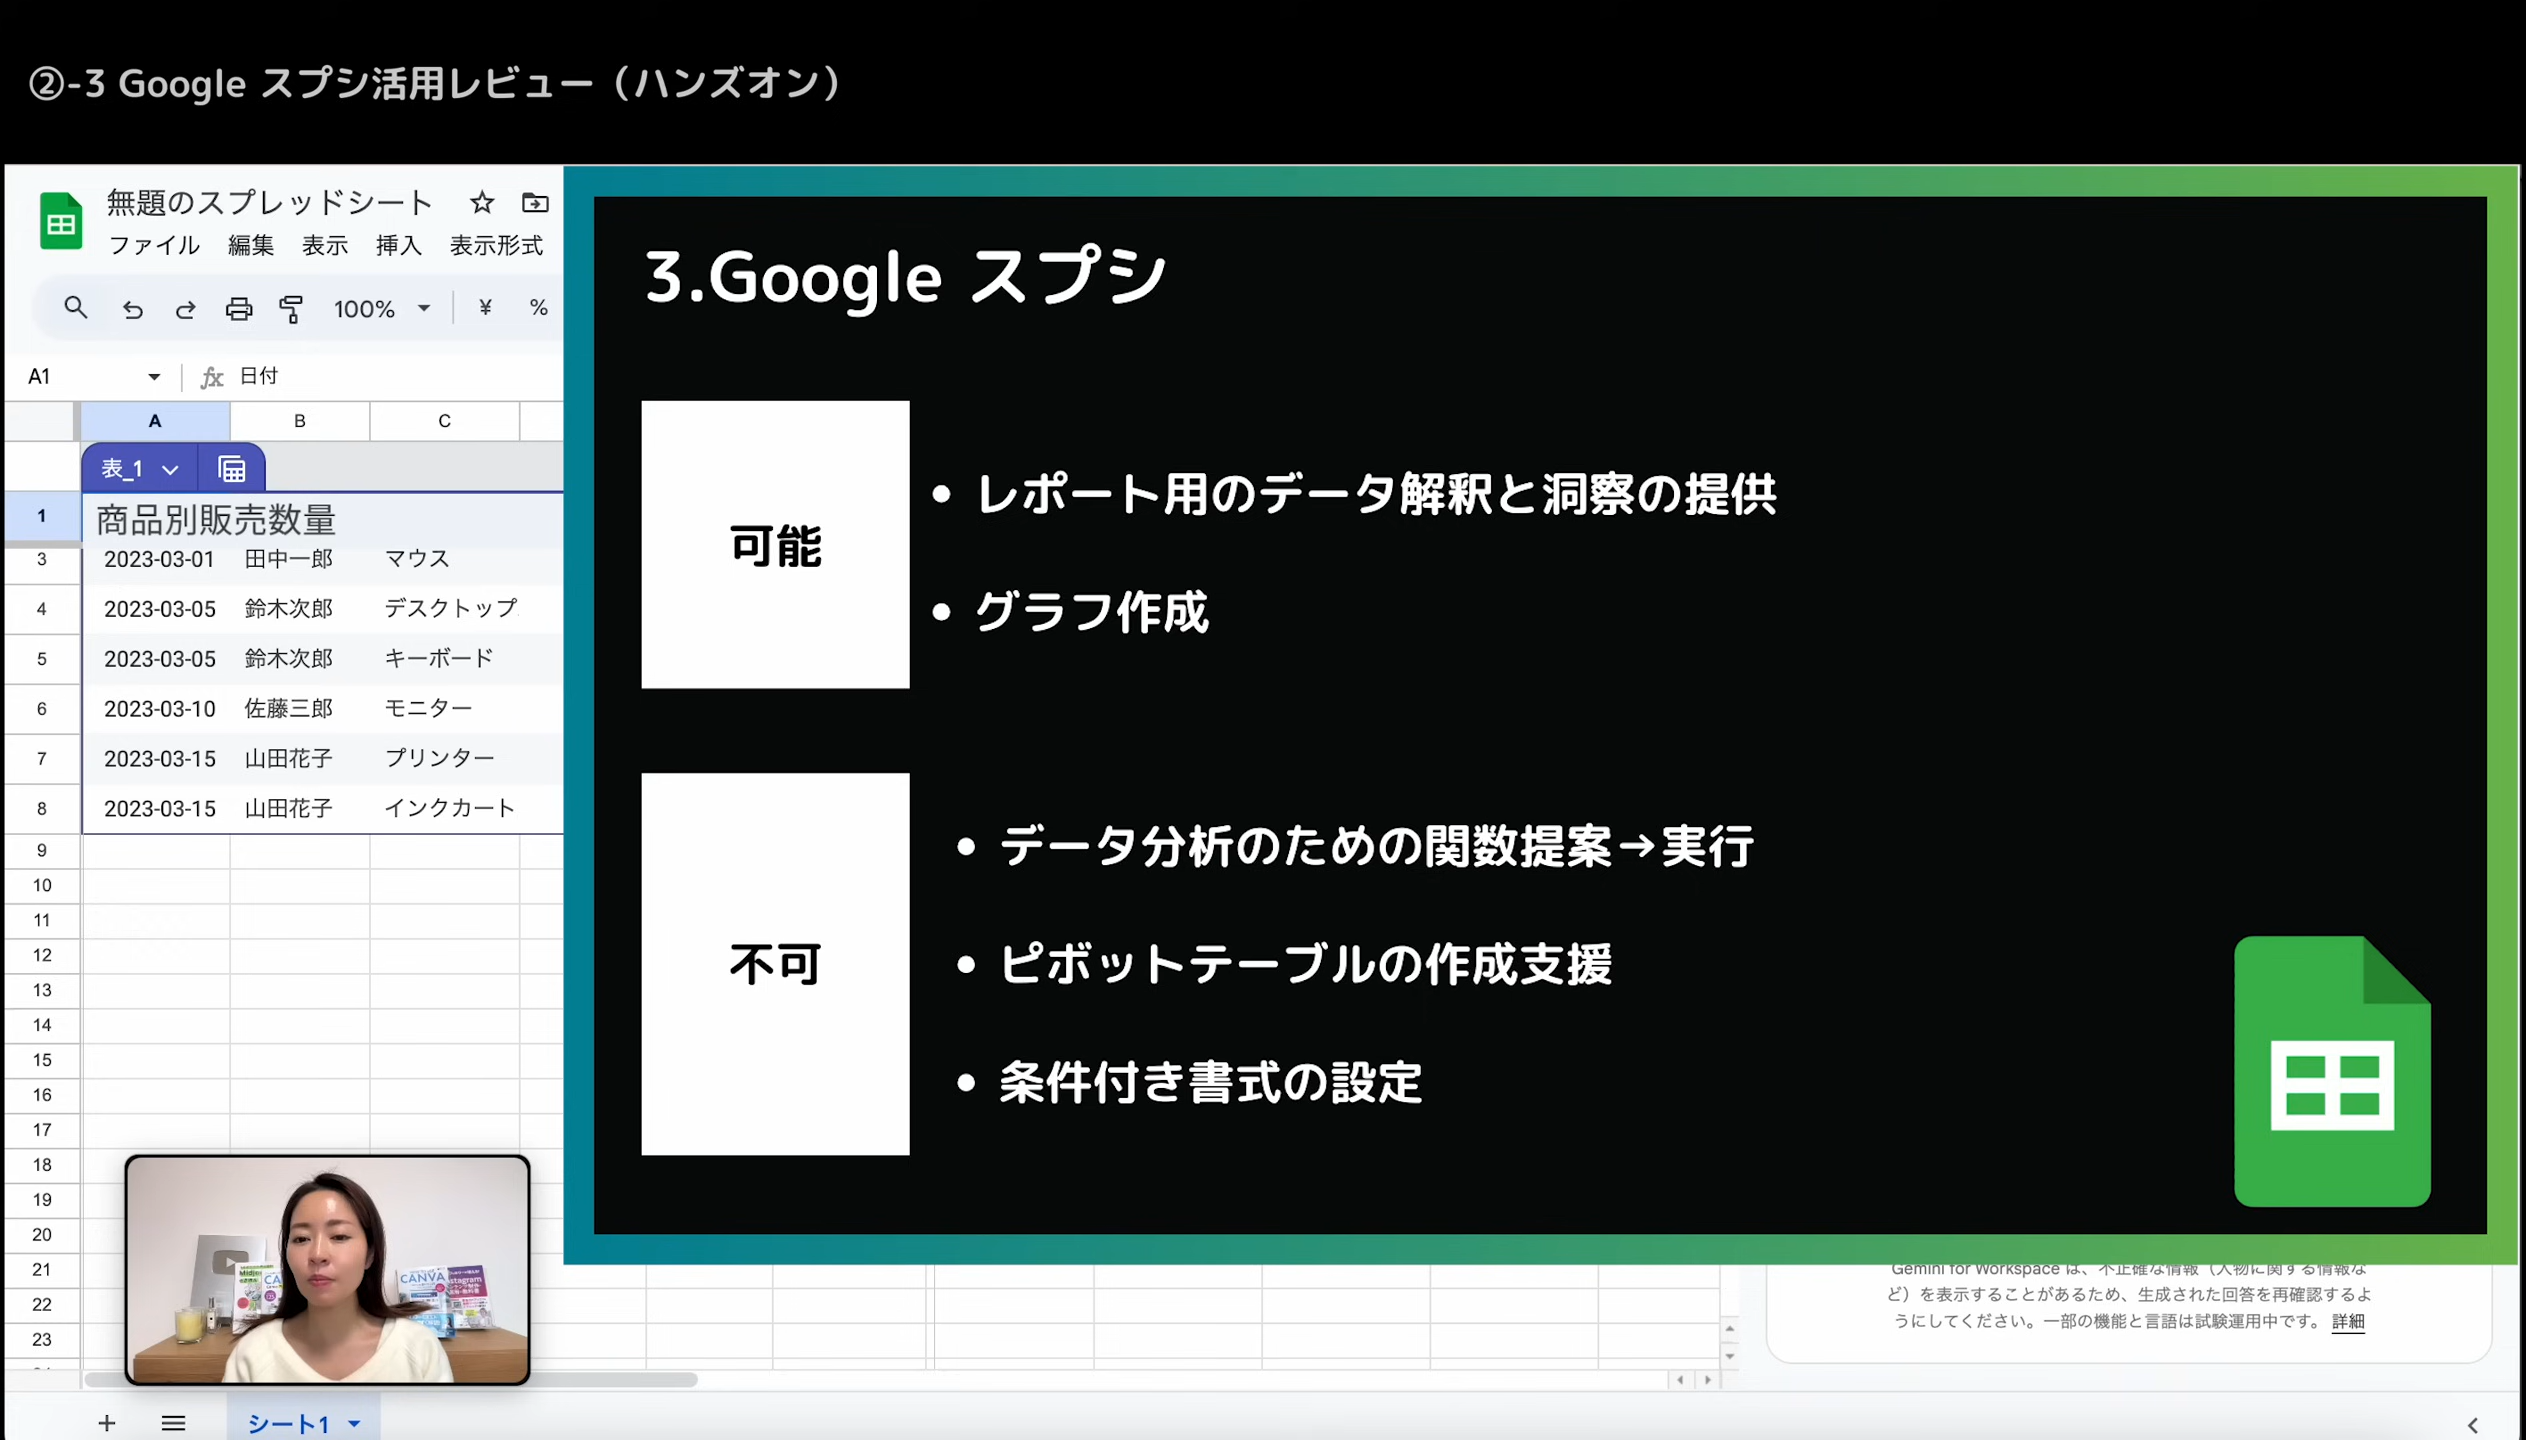 ②-3 Google スプシ活用レビュー（ハンズオン）
無題のスプレッドシート
ファイル 編集 表示 挿入 表示形式
100% ¥ %
A1 fx 日付
A B C
表_1
1 商品別販売数量
3 2023-03-01 田中一郎 マウス
4 2023-03-05 鈴木次郎 デスクトップ
5 2023-03-05 鈴木次郎 キーボード
6 2023-03-10 佐藤三郎 モニター
7 2023-03-15 山田花子 プリンター
8 2023-03-15 山田花子 インクカート
9
10
11
12
13
14
15
16
17
18
19
20
21
22
23
3.Google スプシ
可能
• レポート用のデータ解釈と洞察の提供
• グラフ作成
不可
• データ分析のための関数提案→実行
• ピボットテーブルの作成支援
• 条件付き書式の設定
CANVA
Gemini for Workspace は、不正確な情報（人物に関する情報な
ど）を表示することがあるため、生成された回答を再確認するよ
うにしてください。一部の機能と言語は試験運用中です。 詳細
シート1